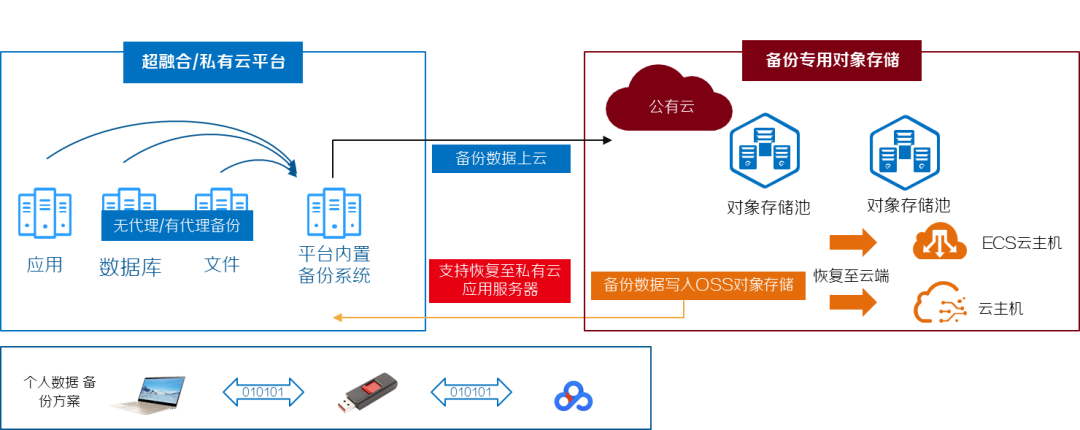 超融合/私有云平台
备份专用对象存储
公有云
备份数据上云
对象存储池
对象存储池
无代理/有代理备份
应用
数据库
文件
平台内置
备份系统
ECS云主机
支持恢复至私有云
应用服务器
备份数据写入OSS对象存储
恢复至云端
云主机
个人数据 备
份方案
010101
010101